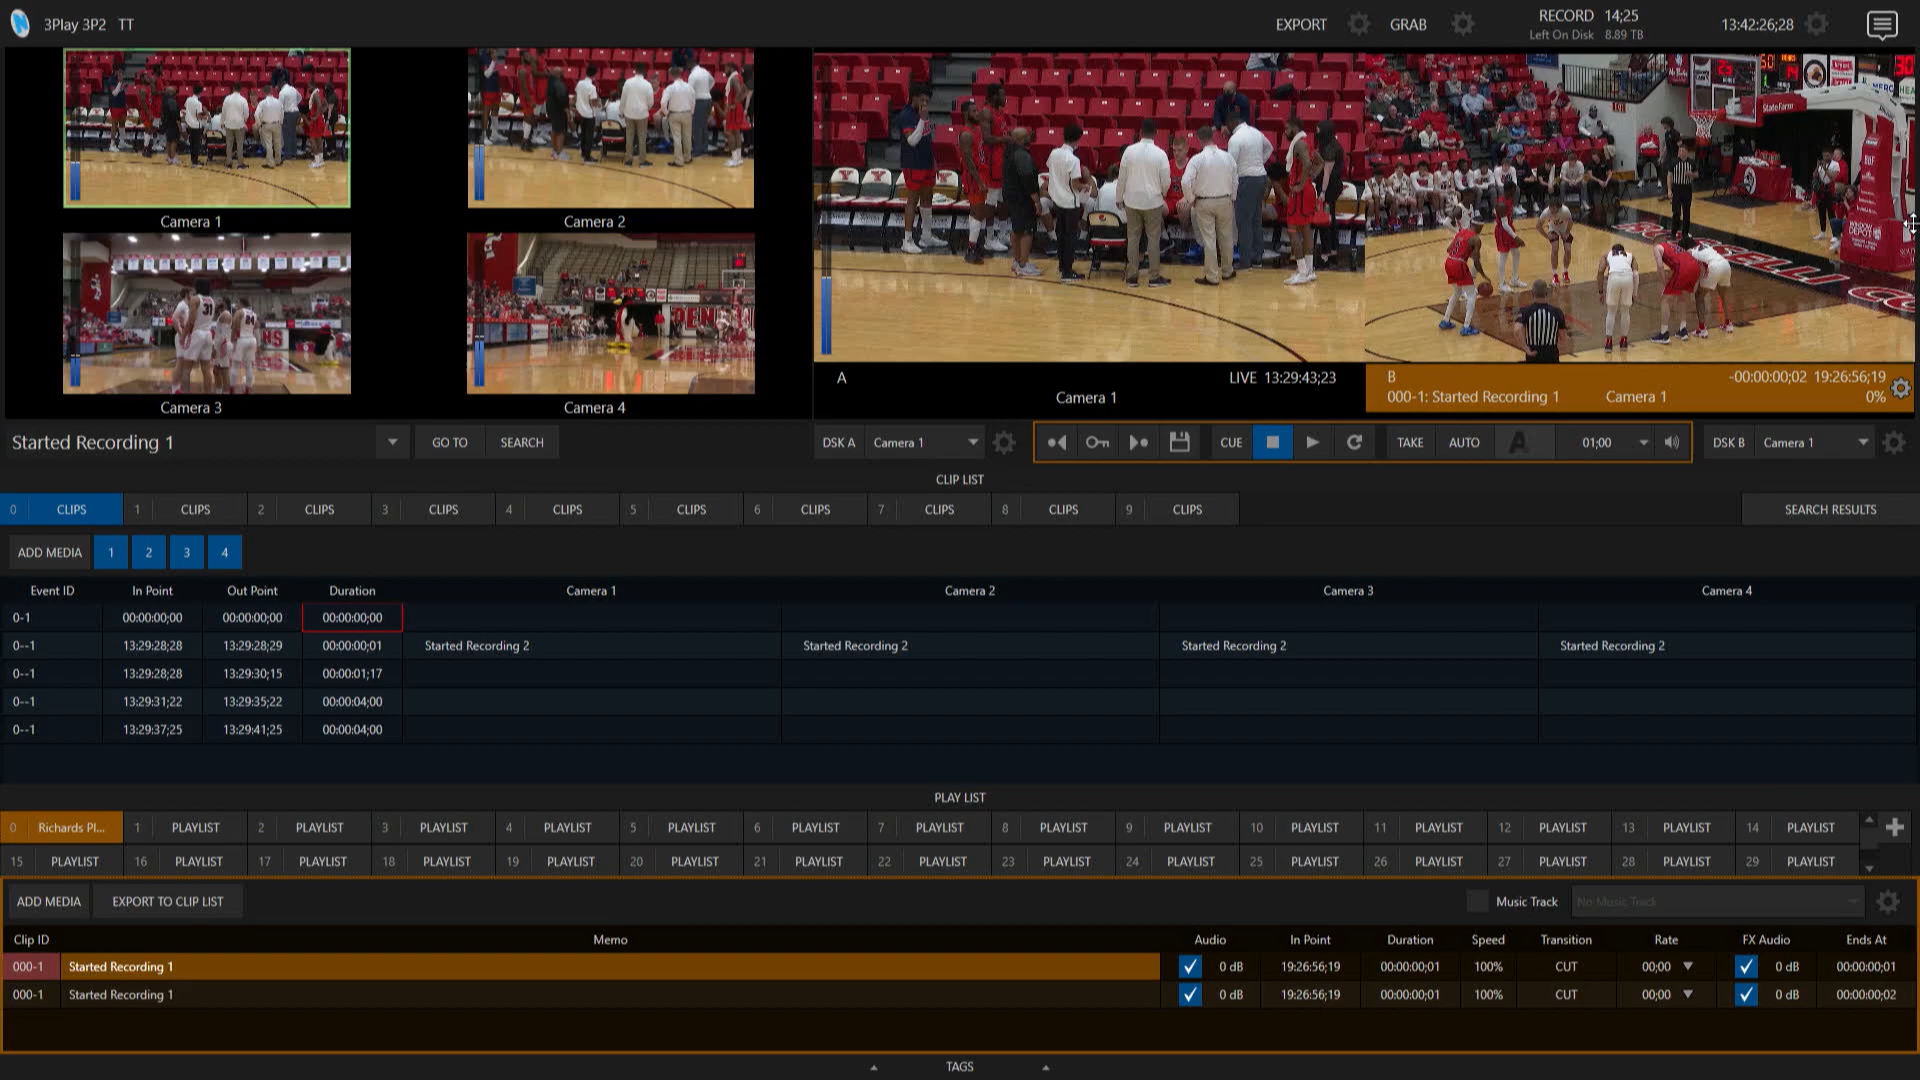 3Play 3P2 TT
EXPORT GRAB RECORD 14;25 13:42:26;28
Left On Disk 8.89 TB
Camera 1 Camera 2
Camera 3 Camera 4
A LIVE 13:29:43;23
Camera 1
B -00:00:00;02 19:26:56;19
000-1: Started Recording 1 Camera 1 0%
Started Recording 1 GO TO SEARCH DSK A Camera 1 CUE TAKE AUTO A 01;00 DSK B Camera 1
CLIP LIST
0 CLIPS 1 CLIPS 2 CLIPS 3 CLIPS 4 CLIPS 5 CLIPS 6 CLIPS 7 CLIPS 8 CLIPS 9 CLIPS SEARCH RESULTS
ADD MEDIA 1 2 3 4
Event ID In Point Out Point Duration Camera 1 Camera 2 Camera 3 Camera 4
0-1 00:00:00;00 00:00:00;00 00:00:00;00
0--1 13:29:28;28 13:29:28;29 00:00:00;01 Started Recording 2 Started Recording 2 Started Recording 2 Started Recording 2
0--1 13:29:28;28 13:29:30;15 00:00:01;17
0--1 13:29:31;22 13:29:35;22 00:00:04;00
0--1 13:29:37;25 13:29:41;25 00:00:04;00
PLAY LIST
0 Richards Pl... 1 PLAYLIST 2 PLAYLIST 3 PLAYLIST 4 PLAYLIST 5 PLAYLIST 6 PLAYLIST 7 PLAYLIST 8 PLAYLIST 9 PLAYLIST 10 PLAYLIST 11 PLAYLIST 12 PLAYLIST 13 PLAYLIST 14 PLAYLIST
15 PLAYLIST 16 PLAYLIST 17 PLAYLIST 18 PLAYLIST 19 PLAYLIST 20 PLAYLIST 21 PLAYLIST 22 PLAYLIST 23 PLAYLIST 24 PLAYLIST 25 PLAYLIST 26 PLAYLIST 27 PLAYLIST 28 PLAYLIST 29 PLAYLIST
ADD MEDIA EXPORT TO CLIP LIST Music Track No Music Track
Clip ID Memo Audio In Point Duration Speed Transition Rate FX Audio Ends At
000-1 Started Recording 1 0 dB 19:26:56;19 00:00:00;01 100% CUT 00;00 0 dB 00:00:00;01
000-1 Started Recording 1 0 dB 19:26:56;19 00:00:00;01 100% CUT 00;00 0 dB 00:00:00;02
TAGS